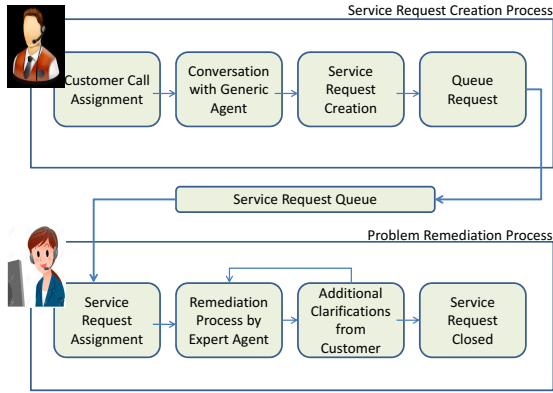 Service Request Creation Process
Customer Call
Assignment
Conversation
with Generic
Agent
Service
Request
Creation
Queue
Request
Service Request Queue
Problem Remediation Process
Service
Request
Assignment
Remediation
Process by
Expert Agent
Additional
Clarifications
from
Customer
Service
Request
Closed